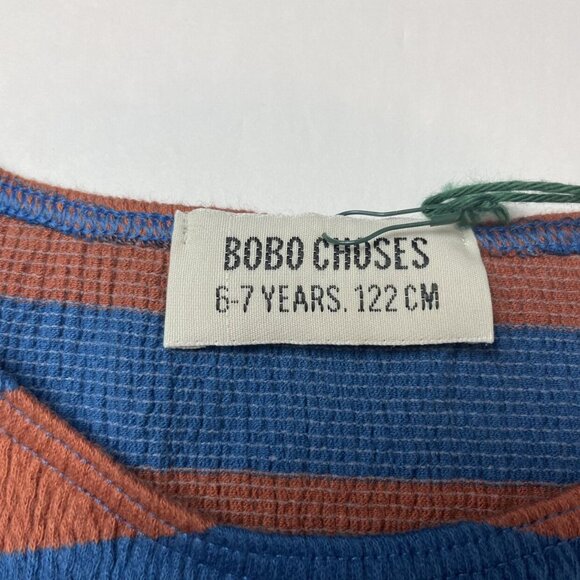 BOBO CHOSES
6-7 YEARS. 122 CM